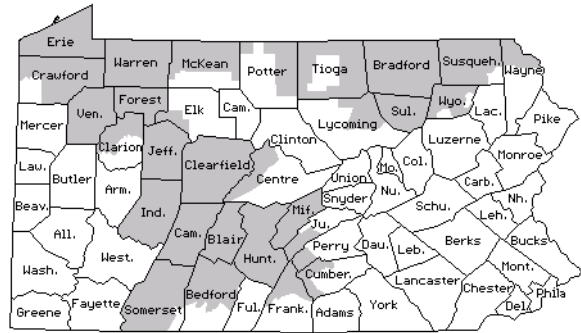 Erie
Warren
McKean
Potter
Tioga
Bradford
Susqueh.
Wayne
Crawford
Forest
Elk
Cam.
Ven.
Sul.
Wyo.
Lac.
Lycoming
Mercer
Clarion
Jeff.
Clinton
Luzerne
Pike
Clearfield
Monroe
Law.
Butler
Arm.
Centre
Union
Mo.
Col.
Carb.
Snyder
Nu.
Nh.
Beav.
Ind.
Cam.
Blair
Mif.
Ju.
Schu.
Leh.
All.
West.
Hunt.
Perry
Dau.
Leb.
Berks
Bucks
Wash.
Cumber.
Lancaster
Mont.
Greene
Fayette
Somerset
Bedford
Ful.
Frank.
Adams
York
Chester
Del.
Phila